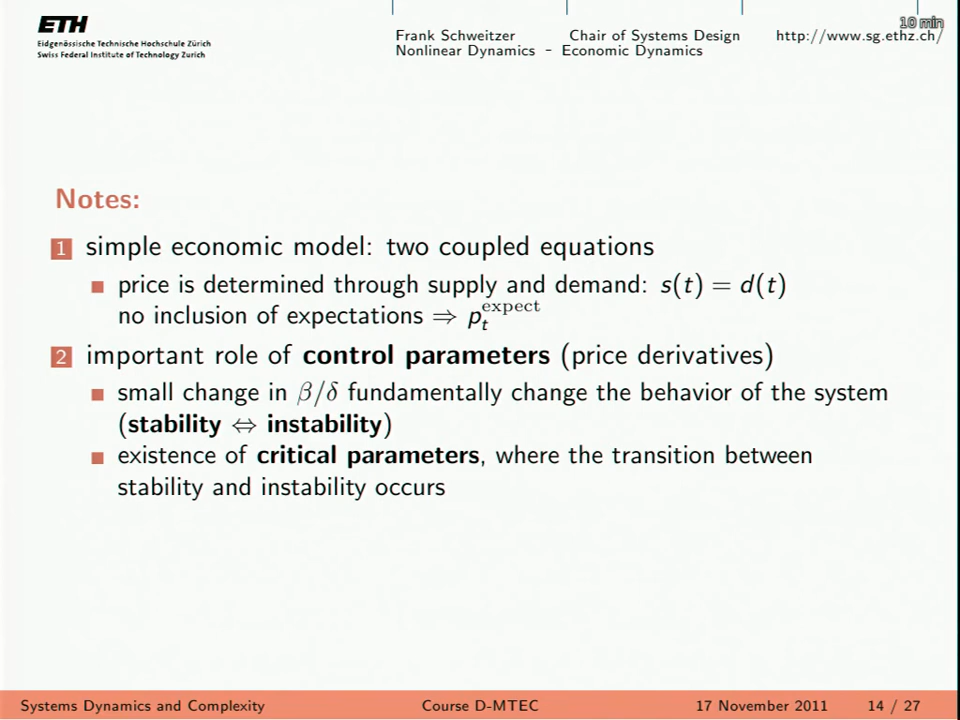 ETH
Eidgenössische Technische Hochschule Zürich
Swiss Federal Institute of Technology Zurich
Frank Schweitzer Chair of Systems Design http://www.sg.ethz.ch/
Nonlinear Dynamics - Economic Dynamics
10 min
Notes:
1 simple economic model: two coupled equations
price is determined through supply and demand: s(t) = d(t)
no inclusion of expectations ⇒ p_t^expect
2 important role of control parameters (price derivatives)
small change in β/δ fundamentally change the behavior of the system
(stability ⇔ instability)
existence of critical parameters, where the transition between
stability and instability occurs
Systems Dynamics and Complexity Course D-MTEC 17 November 2011 14 / 27